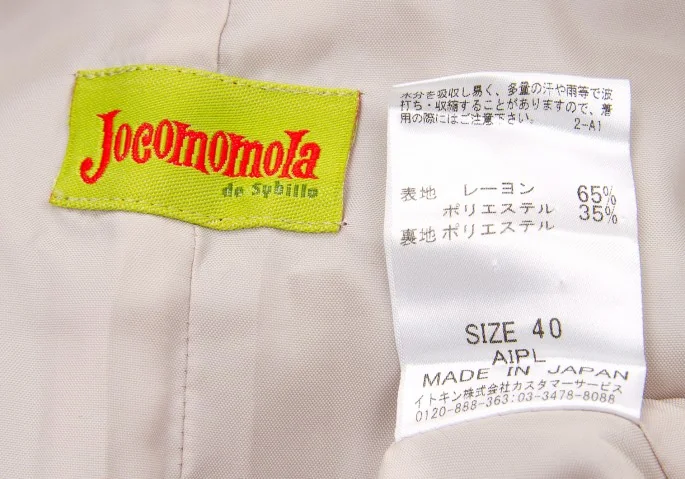 Jocomomola
de Sybilla
水分を吸収し易く、多量の汗や雨等で波
打ち・収縮することがありますので、着
用の際にはご注意下さい。
2-A1
表地 レーヨン 65%
ポリエステル 35%
裏地 ポリエステル
SIZE 40
AIPL
MADE IN JAPAN
イトキン株式会社カスタマーサービス
0120-888-363:03-3478-8088